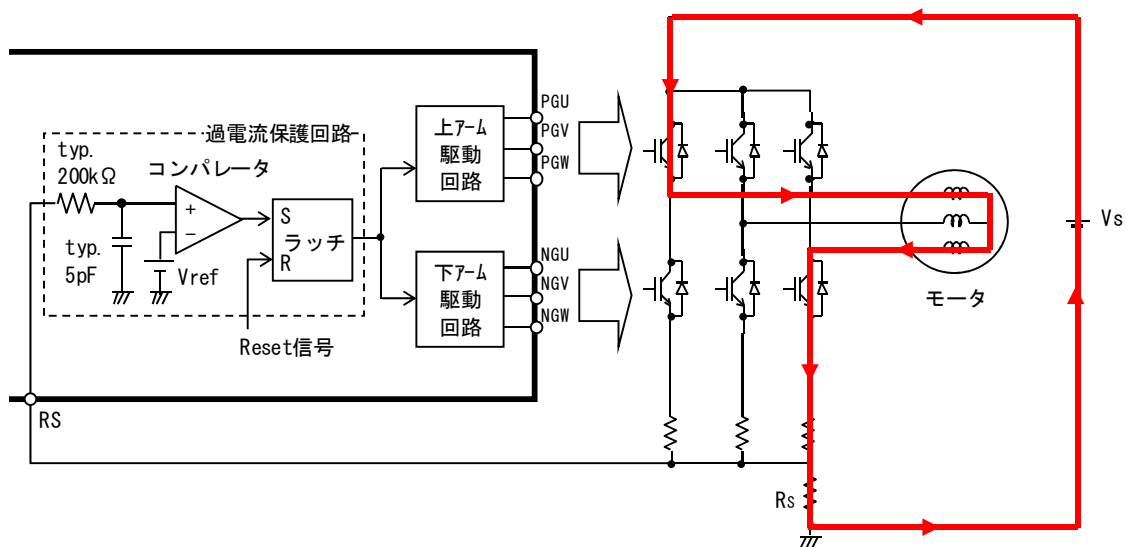 過電流保護回路
typ.
200kΩ
コンパレータ
+
−
typ.
5pF
Vref
S
ラッチ
R
Reset信号
RS
上アーム
駆動
回路
下アーム
駆動
回路
PGU
PGV
PGW
NGU
NGV
NGW
モータ
Vs
Rs